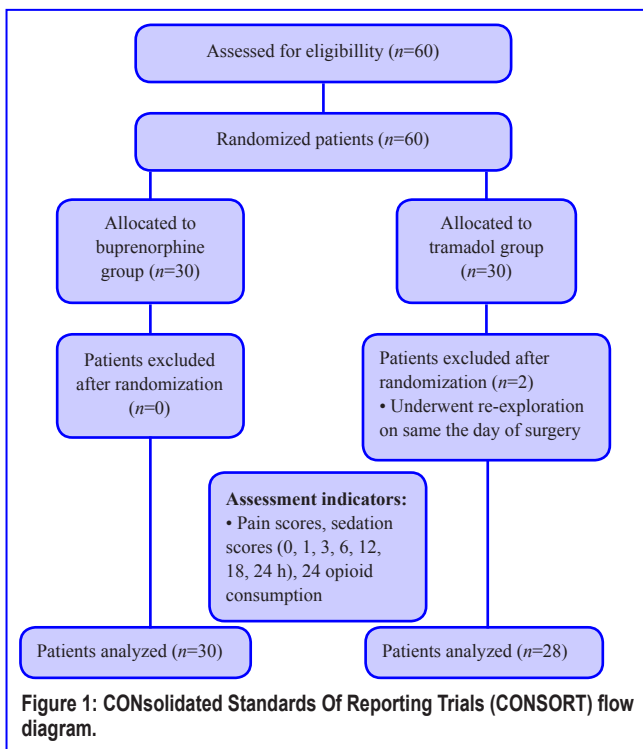 Assessed for eligibillity (n=60)
Randomized patients (n=60)
Allocated to
buprenorphine
group (n=30)
Allocated to
tramadol group
(n=30)
Patients excluded
after randomization
(n=0)
Patients excluded after
randomization (n=2)
• Underwent re-exploration
on same the day of surgery
Assessment indicators:
• Pain scores, sedation
scores (0, 1, 3, 6, 12,
18, 24 h), 24 opioid
consumption
Patients analyzed (n=30)
Patients analyzed (n=28)
Figure 1: CONsolidated Standards Of Reporting Trials (CONSORT) flow
diagram.